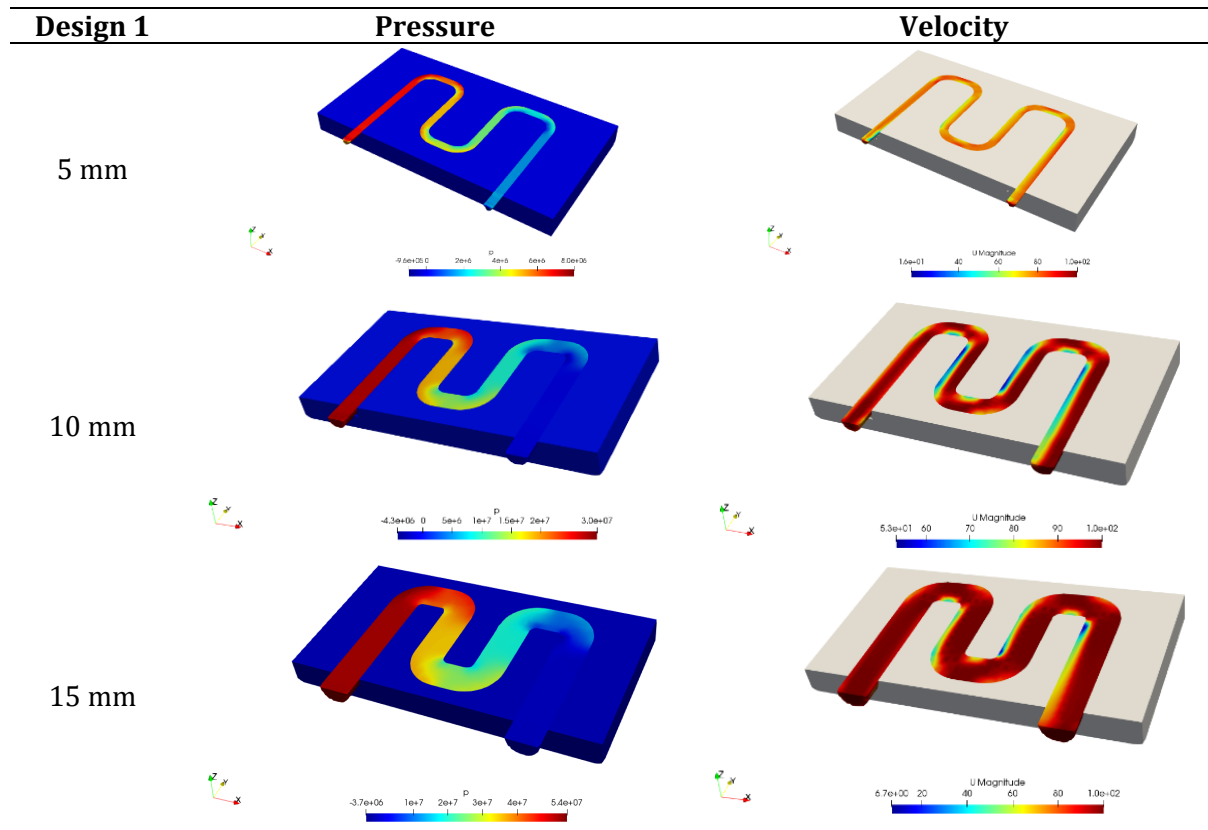 Design 1 Pressure Velocity
5 mm
Z Y X
p
-9.6e+05 0 2e+6 4e+6 6e+6 8.0e+06
Z Y X
U Magnitude
1.6e+01 40 60 80 1.0e+02
10 mm
Z Y X
p
-4.3e+06 0 5e+6 1e+7 1.5e+7 2e+7 3.0e+07
Z Y X
U Magnitude
5.3e+01 60 70 80 90 1.0e+02
15 mm
Z Y X
p
-3.7e+06 1e+7 2e+7 3e+7 4e+7 5.4e+07
Z Y X
U Magnitude
6.7e+00 20 40 60 80 1.0e+02